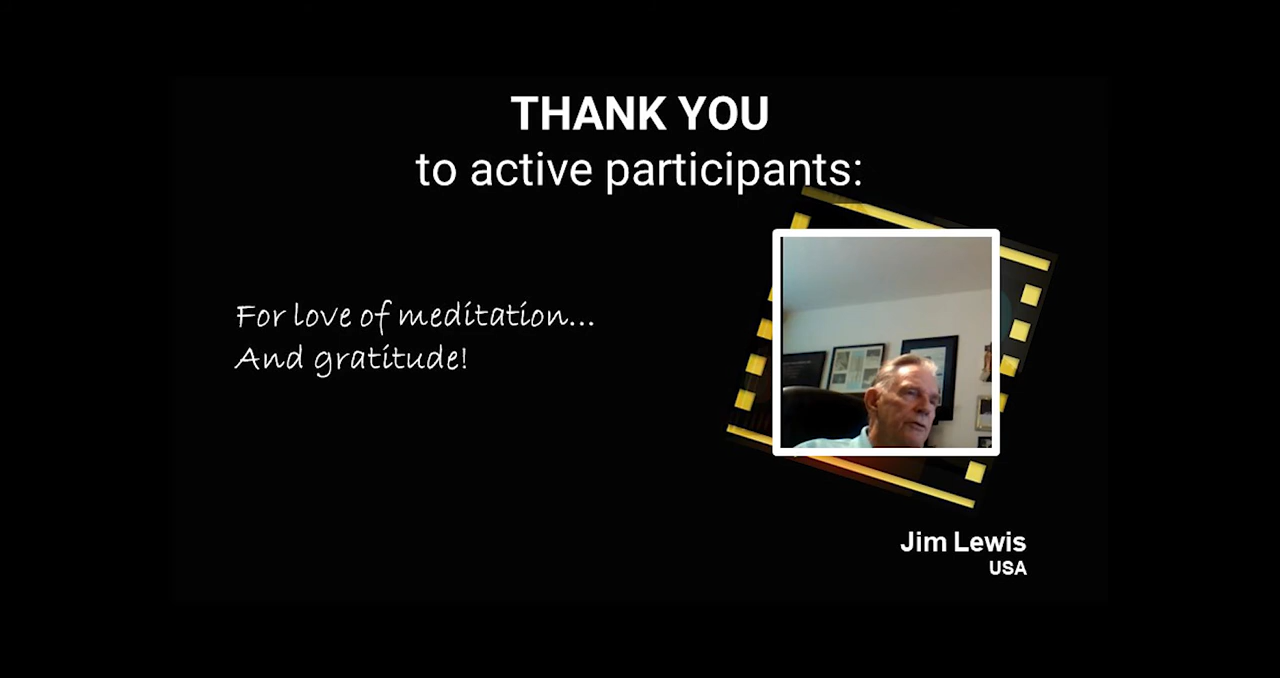 THANK YOU
to active participants:
For love of meditation...
And gratitude!
Jim Lewis
USA